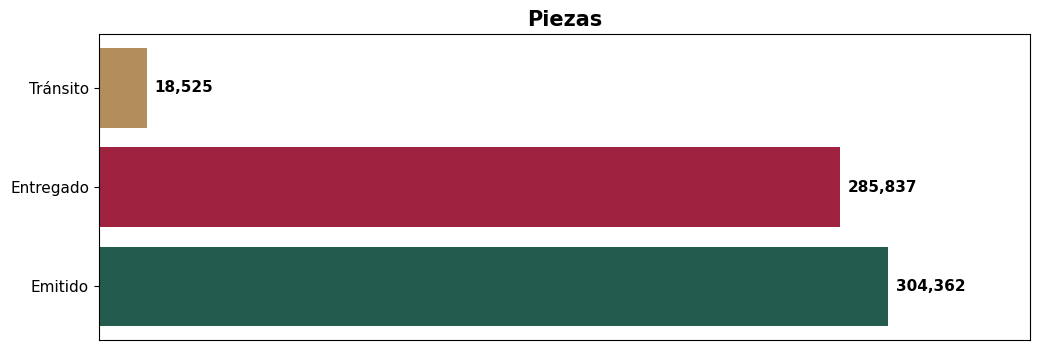 Piezas
Tránsito 18,525
Entregado 285,837
Emitido 304,362